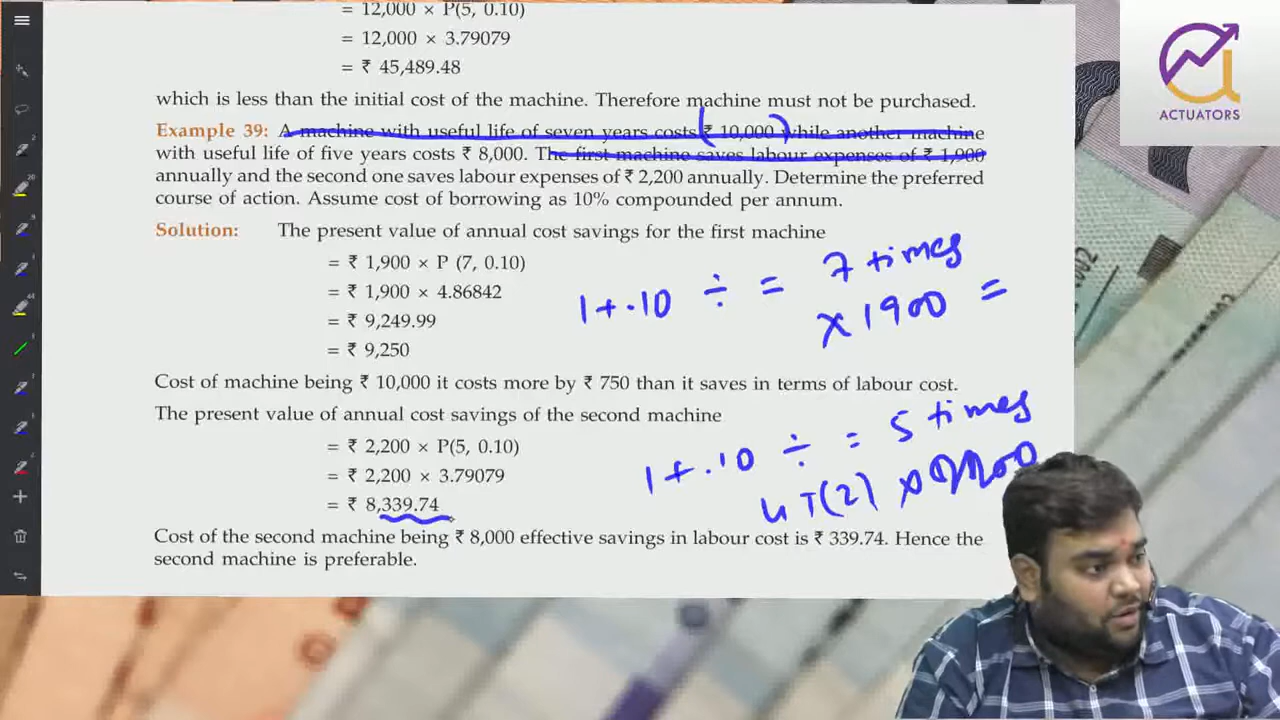 = 12,000 × P(5, 0.10)
= 12,000 × 3.79079
= ₹ 45,489.48
which is less than the initial cost of the machine. Therefore machine must not be purchased.
Example 39: A machine with useful life of seven years costs ₹ 10,000 while another machine
with useful life of five years costs ₹ 8,000. The first machine saves labour expenses of ₹ 1,900
annually and the second one saves labour expenses of ₹ 2,200 annually. Determine the preferred
course of action. Assume cost of borrowing as 10% compounded per annum.
Solution: The present value of annual cost savings for the first machine
= ₹ 1,900 × P (7, 0.10)
= ₹ 1,900 × 4.86842
= ₹ 9,249.99
= ₹ 9,250
1+.10 ÷ = 7 times
×1900 =
Cost of machine being ₹ 10,000 it costs more by ₹ 750 than it saves in terms of labour cost.
The present value of annual cost savings of the second machine
= ₹ 2,200 × P(5, 0.10)
= ₹ 2,200 × 3.79079
= ₹ 8,339.74
1+.10 ÷ = 5 times
Cost of the second machine being ₹ 8,000 effective savings in labour cost is ₹ 339.74. Hence the
second machine is preferable.
ACTUATORS